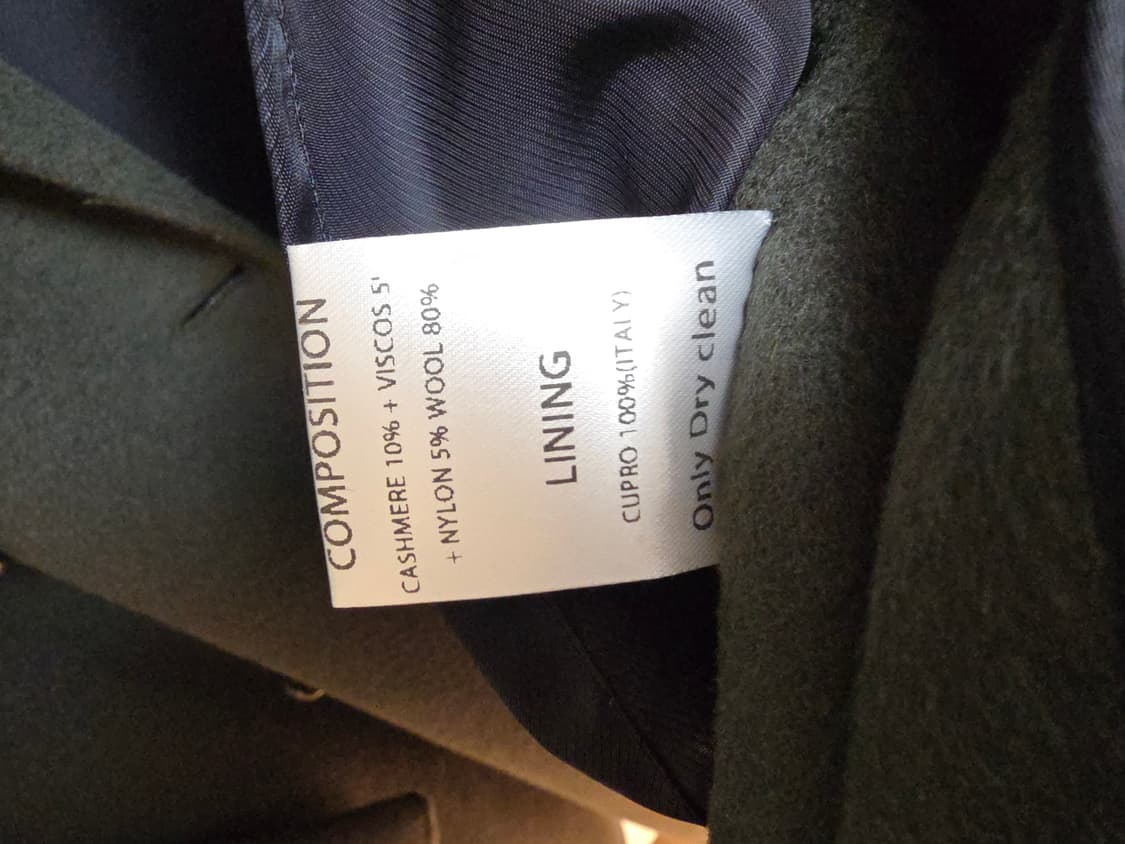 COMPOSITION
CASHMERE 10% + VISCOS 5'
+ NYLON 5% WOOL 80%
LINING
CUPRO 100%(ITALY)
Only Dry clean